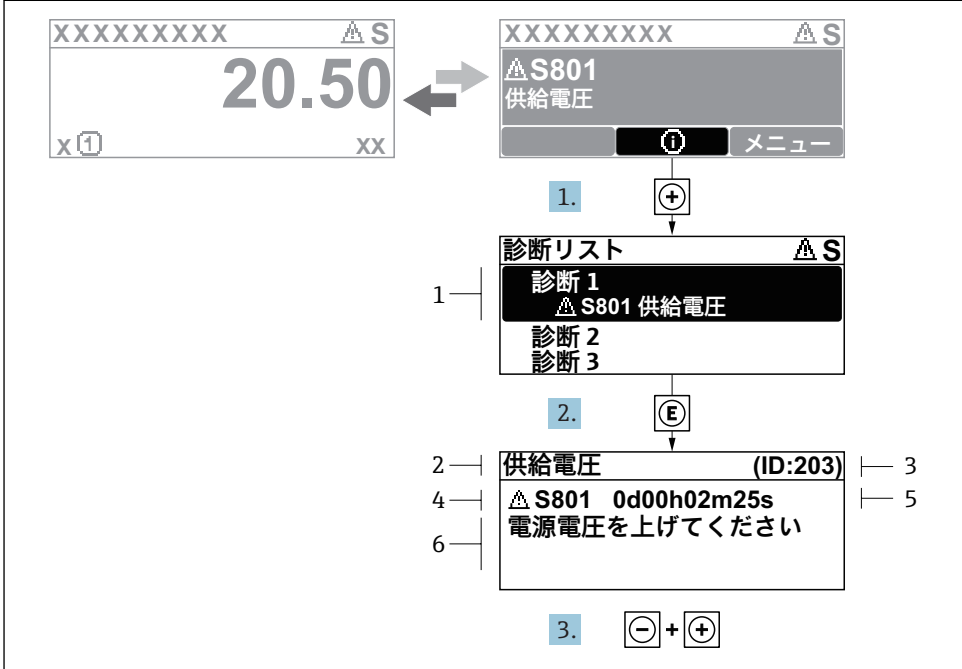 XXXXXXXXX ⚠S
20.50
x① xx
XXXXXXXXX ⚠S
⚠S801
供給電圧
ⓘ メニュー
1. ⊕
診断リスト ⚠S
1
診断 1
⚠S801 供給電圧
診断 2
診断 3
2. Ⓔ
2 供給電圧 (ID:203) 3
4 ⚠S801 0d00h02m25s 5
6 電源電圧を上げてください
3. ⊖+⊕